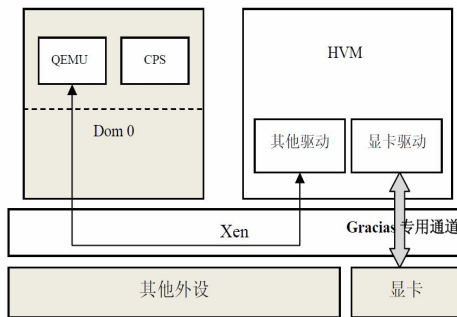 QEMU
CPS
HVM
Dom 0
其他驱动
显卡驱动
Xen
Gracias 专用通道
其他外设
显卡